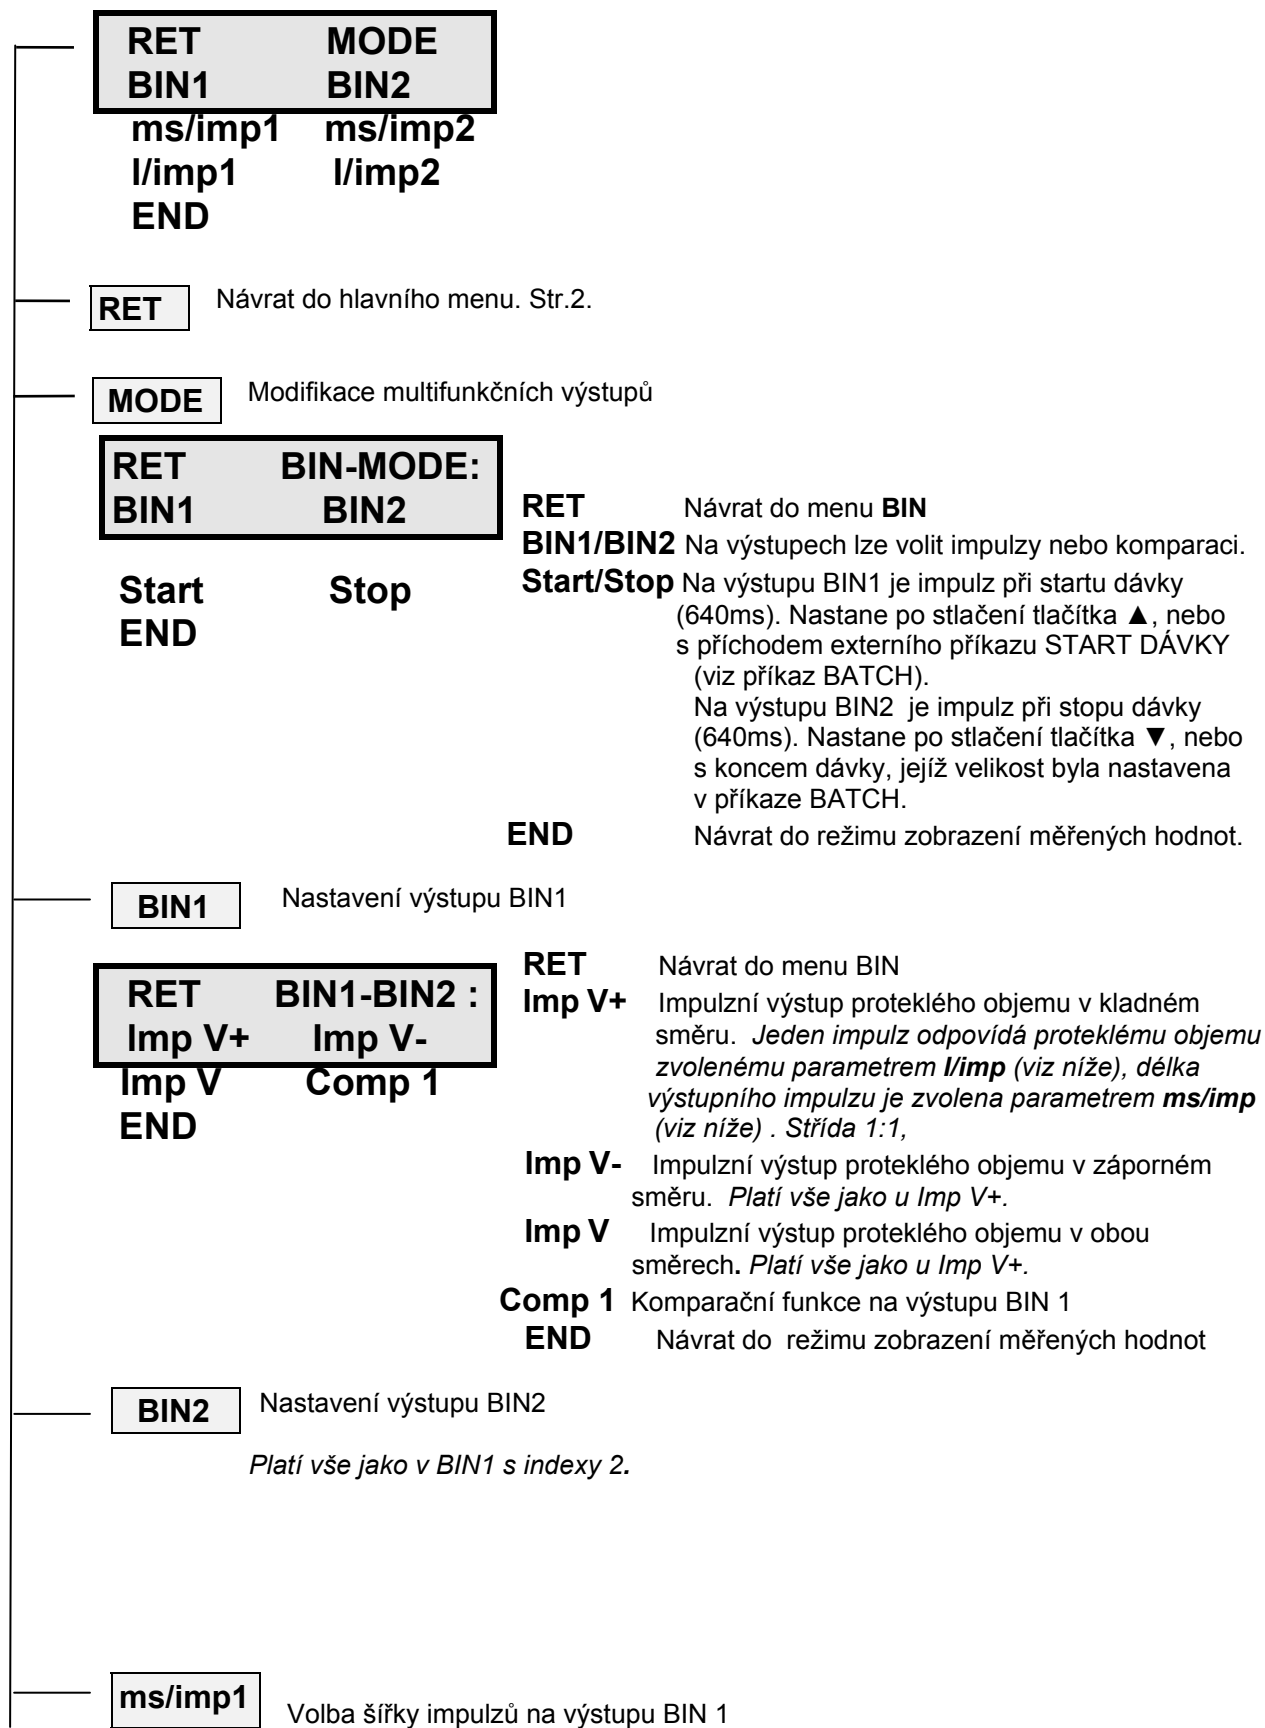 RET MODE
BIN1 BIN2
ms/imp1 ms/imp2
l/imp1 l/imp2
END
RET Návrat do hlavního menu. Str.2.
MODE Modifikace multifunkčních výstupů
RET BIN-MODE:
BIN1 BIN2
Start Stop
END
RET Návrat do menu BIN
BIN1/BIN2 Na výstupech lze volit impulzy nebo komparaci.
Start/Stop Na výstupu BIN1 je impulz při startu dávky
(640ms). Nastane po stlačení tlačítka ▲, nebo
s příchodem externího příkazu START DÁVKY
(viz příkaz BATCH).
Na výstupu BIN2 je impulz při stopu dávky
(640ms). Nastane po stlačení tlačítka ▼, nebo
s koncem dávky, jejíž velikost byla nastavena
v příkaze BATCH.
END Návrat do režimu zobrazení měřených hodnot.
BIN1 Nastavení výstupu BIN1
RET BIN1-BIN2 :
Imp V+ Imp V-
Imp V Comp 1
END
RET Návrat do menu BIN
Imp V+ Impulzní výstup proteklého objemu v kladném
směru. Jeden impulz odpovídá proteklému objemu
zvolenému parametrem l/imp (viz níže), délka
výstupního impulzu je zvolena parametrem ms/imp
(viz níže) . Střída 1:1,
Imp V- Impulzní výstup proteklého objemu v záporném
směru. Platí vše jako u Imp V+.
Imp V Impulzní výstup proteklého objemu v obou
směrech. Platí vše jako u Imp V+.
Comp 1 Komparační funkce na výstupu BIN 1
END Návrat do režimu zobrazení měřených hodnot
BIN2 Nastavení výstupu BIN2
Platí vše jako v BIN1 s indexy 2.
ms/imp1 Volba šířky impulzů na výstupu BIN 1